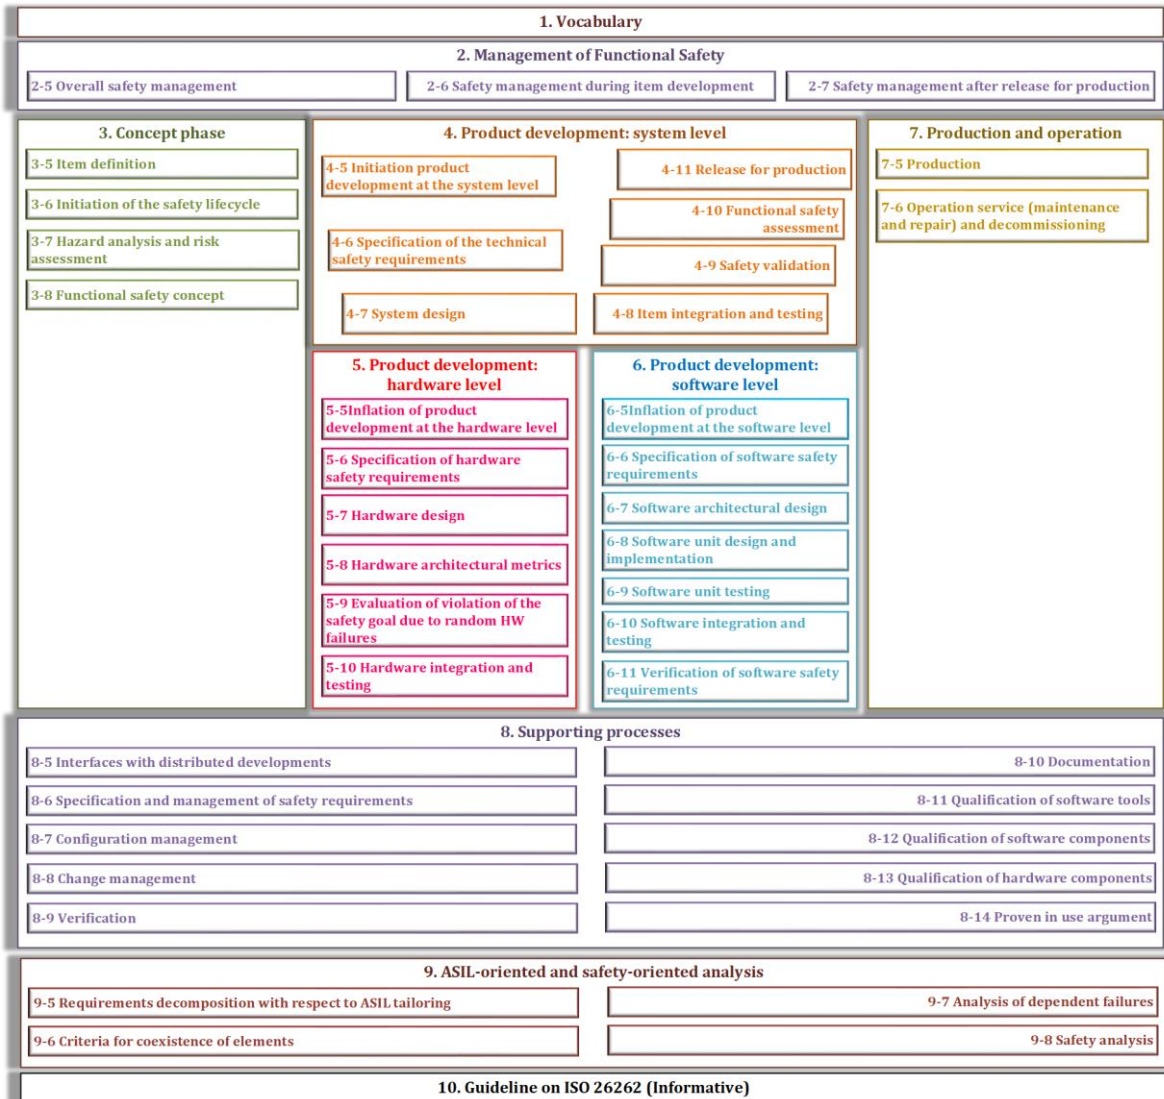 1. Vocabulary
2. Management of Functional Safety
2-5 Overall safety management
2-6 Safety management during item development
2-7 Safety management after release for production
3. Concept phase
3-5 Item definition
3-6 Initiation of the safety lifecycle
3-7 Hazard analysis and risk
assessment
3-8 Functional safety concept
4. Product development: system level
4-5 Initiation product
development at the system level
4-6 Specification of the technical
safety requirements
4-7 System design
4-11 Release for production
4-10 Functional safety
assessment
4-9 Safety validation
4-8 Item integration and testing
7. Production and operation
7-5 Production
7-6 Operation service (maintenance
and repair) and decommissioning
5. Product development:
hardware level
5-5Inflation of product
development at the hardware level
5-6 Specification of hardware
safety requirements
5-7 Hardware design
5-8 Hardware architectural metrics
5-9 Evaluation of violation of the
safety goal due to random HW
failures
5-10 Hardware integration and
testing
6. Product development:
software level
6-5Inflation of product
development at the software level
6-6 Specification of software safety
requirements
6-7 Software architectural design
6-8 Software unit design and
implementation
6-9 Software unit testing
6-10 Software integration and
testing
6-11 Verification of software safety
requirements
8. Supporting processes
8-5 Interfaces with distributed developments
8-6 Specification and management of safety requirements
8-7 Configuration management
8-8 Change management
8-9 Verification
8-10 Documentation
8-11 Qualification of software tools
8-12 Qualification of software components
8-13 Qualification of hardware components
8-14 Proven in use argument
9. ASIL-oriented and safety-oriented analysis
9-5 Requirements decomposition with respect to ASIL tailoring
9-6 Criteria for coexistence of elements
9-7 Analysis of dependent failures
9-8 Safety analysis
10. Guideline on ISO 26262 (Informative)